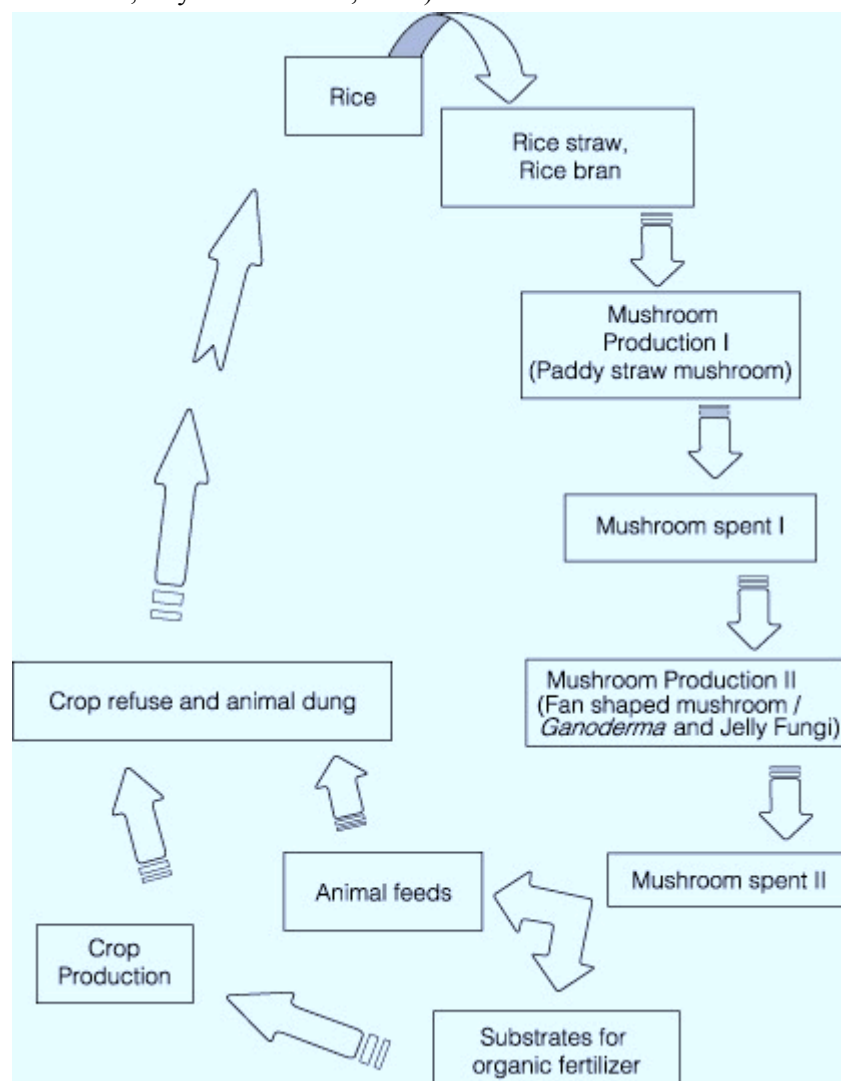 Rice
Rice straw,
Rice bran
Mushroom
Production I
(Paddy straw mushroom)
Mushroom spent I
Mushroom Production II
(Fan shaped mushroom /
Ganoderma and Jelly Fungi)
Mushroom spent II
Animal feeds
Substrates for
organic fertilizer
Crop
Production
Crop refuse and animal dung